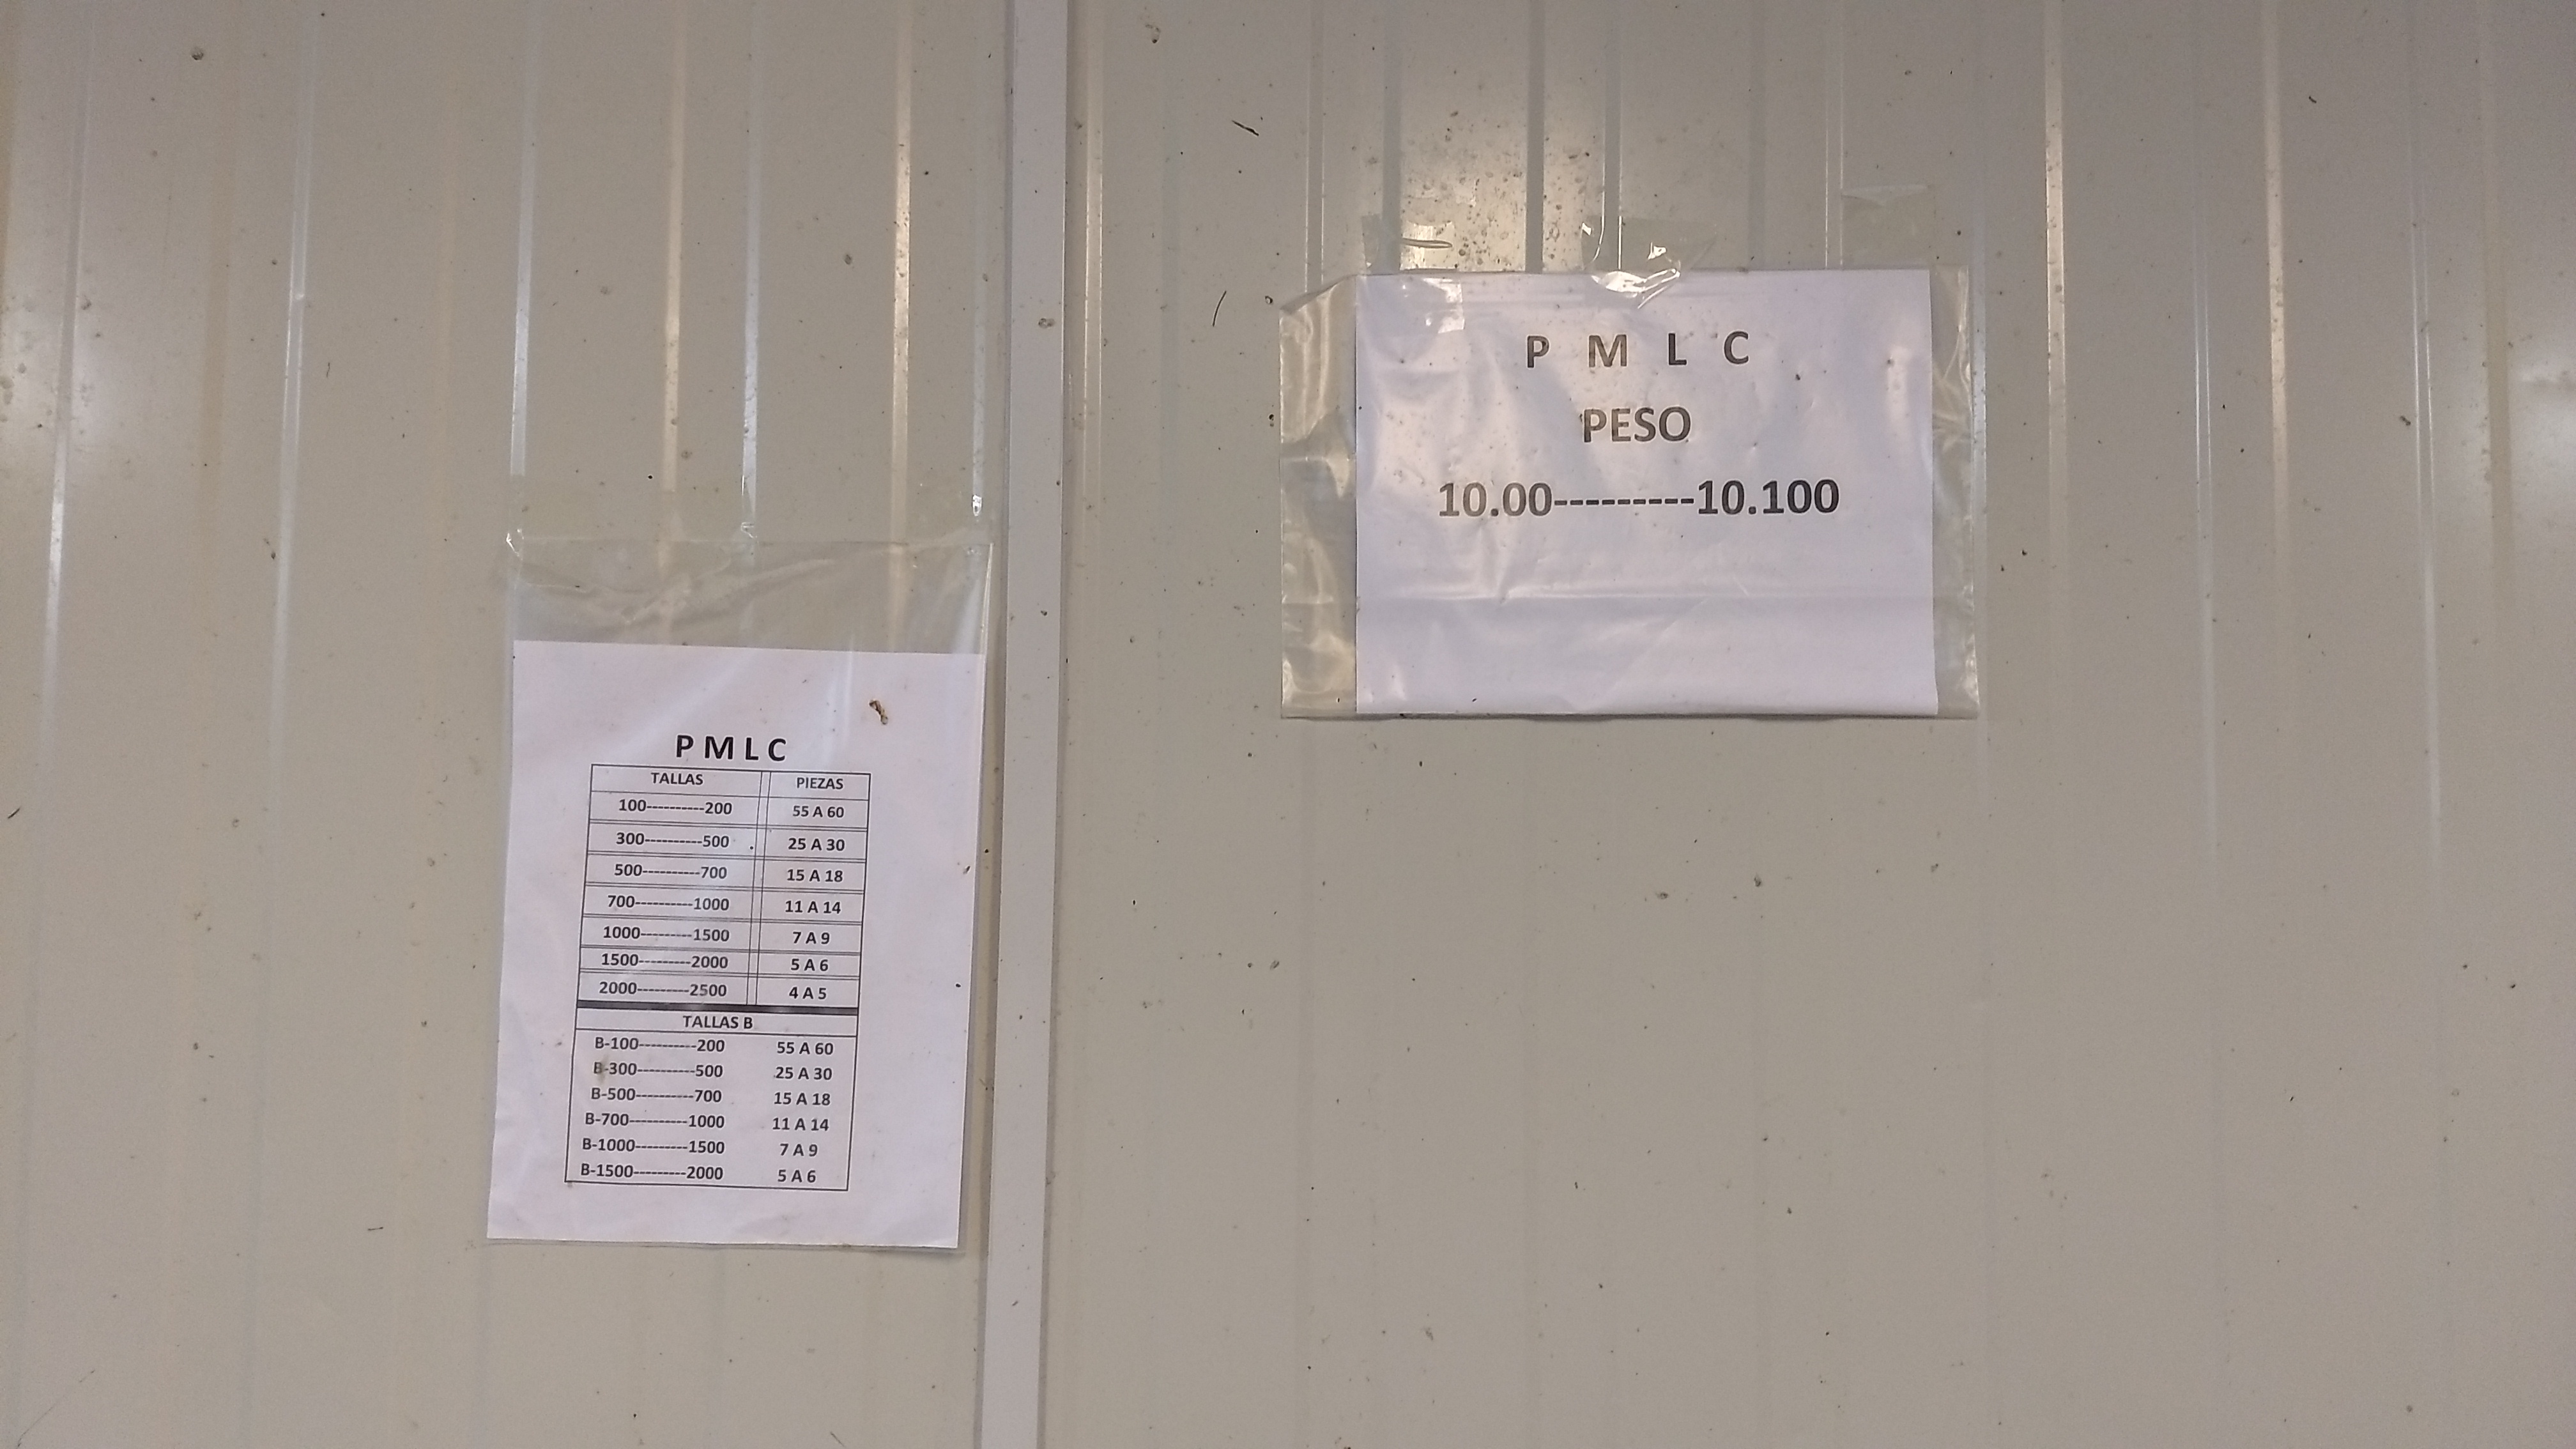 P M L C
TALLAS PIEZAS
100----------200 55 A 60
300----------500 25 A 30
500----------700 15 A 18
700----------1000 11 A 14
1000---------1500 7 A 9
1500---------2000 5 A 6
2000---------2500 4 A 5
TALLAS B
B-100----------200 55 A 60
B-300----------500 25 A 30
B-500----------700 15 A 18
B-700----------1000 11 A 14
B-1000---------1500 7 A 9
B-1500---------2000 5 A 6
P M L C
PESO
10.00---------10.100